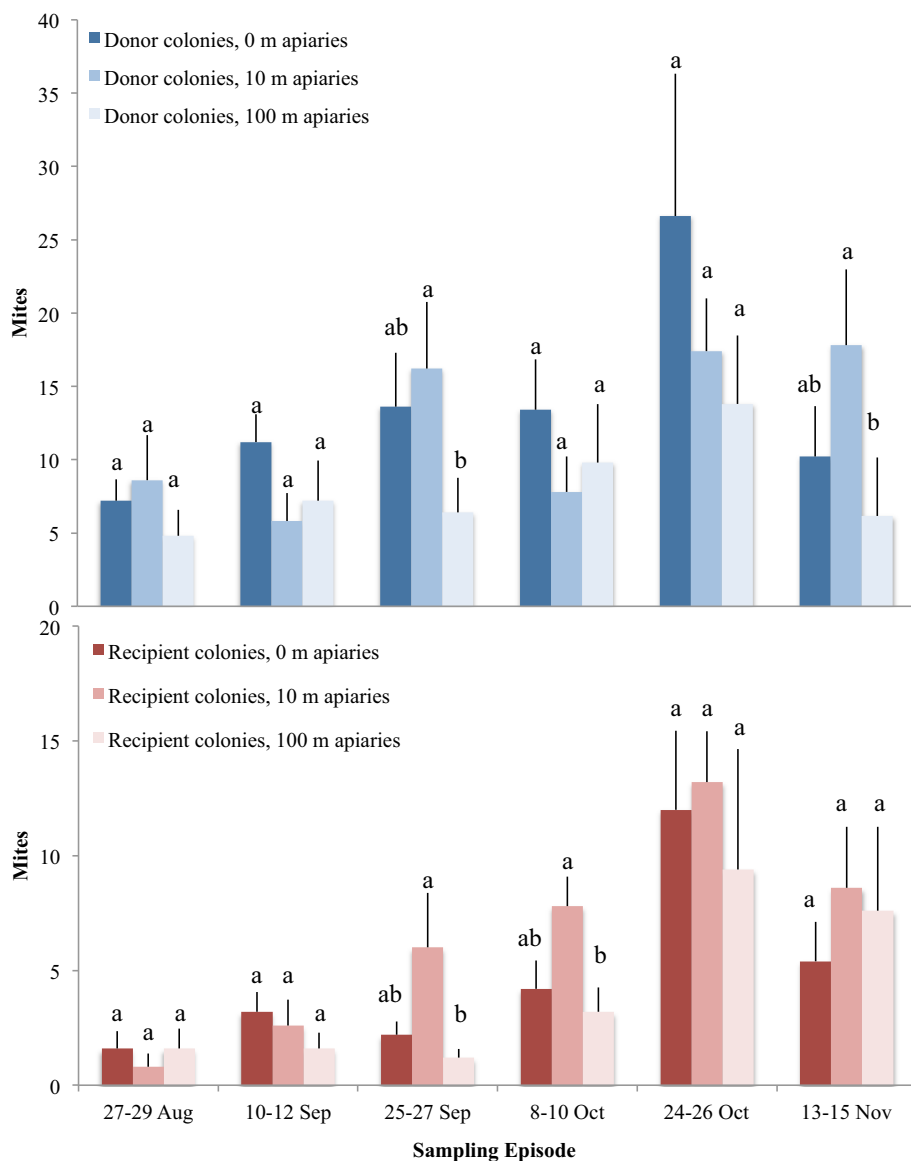 40
Donor colonies, 0 m apiaries
Donor colonies, 10 m apiaries
Donor colonies, 100 m apiaries
35
30
25
20
15
10
5
0
Mites
a a a
a a a
ab a b
a a a
a a a
ab a b
20
Recipient colonies, 0 m apiaries
Recipient colonies, 10 m apiaries
Recipient colonies, 100 m apiaries
15
10
5
0
Mites
a a a
a a a
ab a b
ab a b
a a a
a a a
27-29 Aug 10-12 Sep 25-27 Sep 8-10 Oct 24-26 Oct 13-15 Nov
Sampling Episode